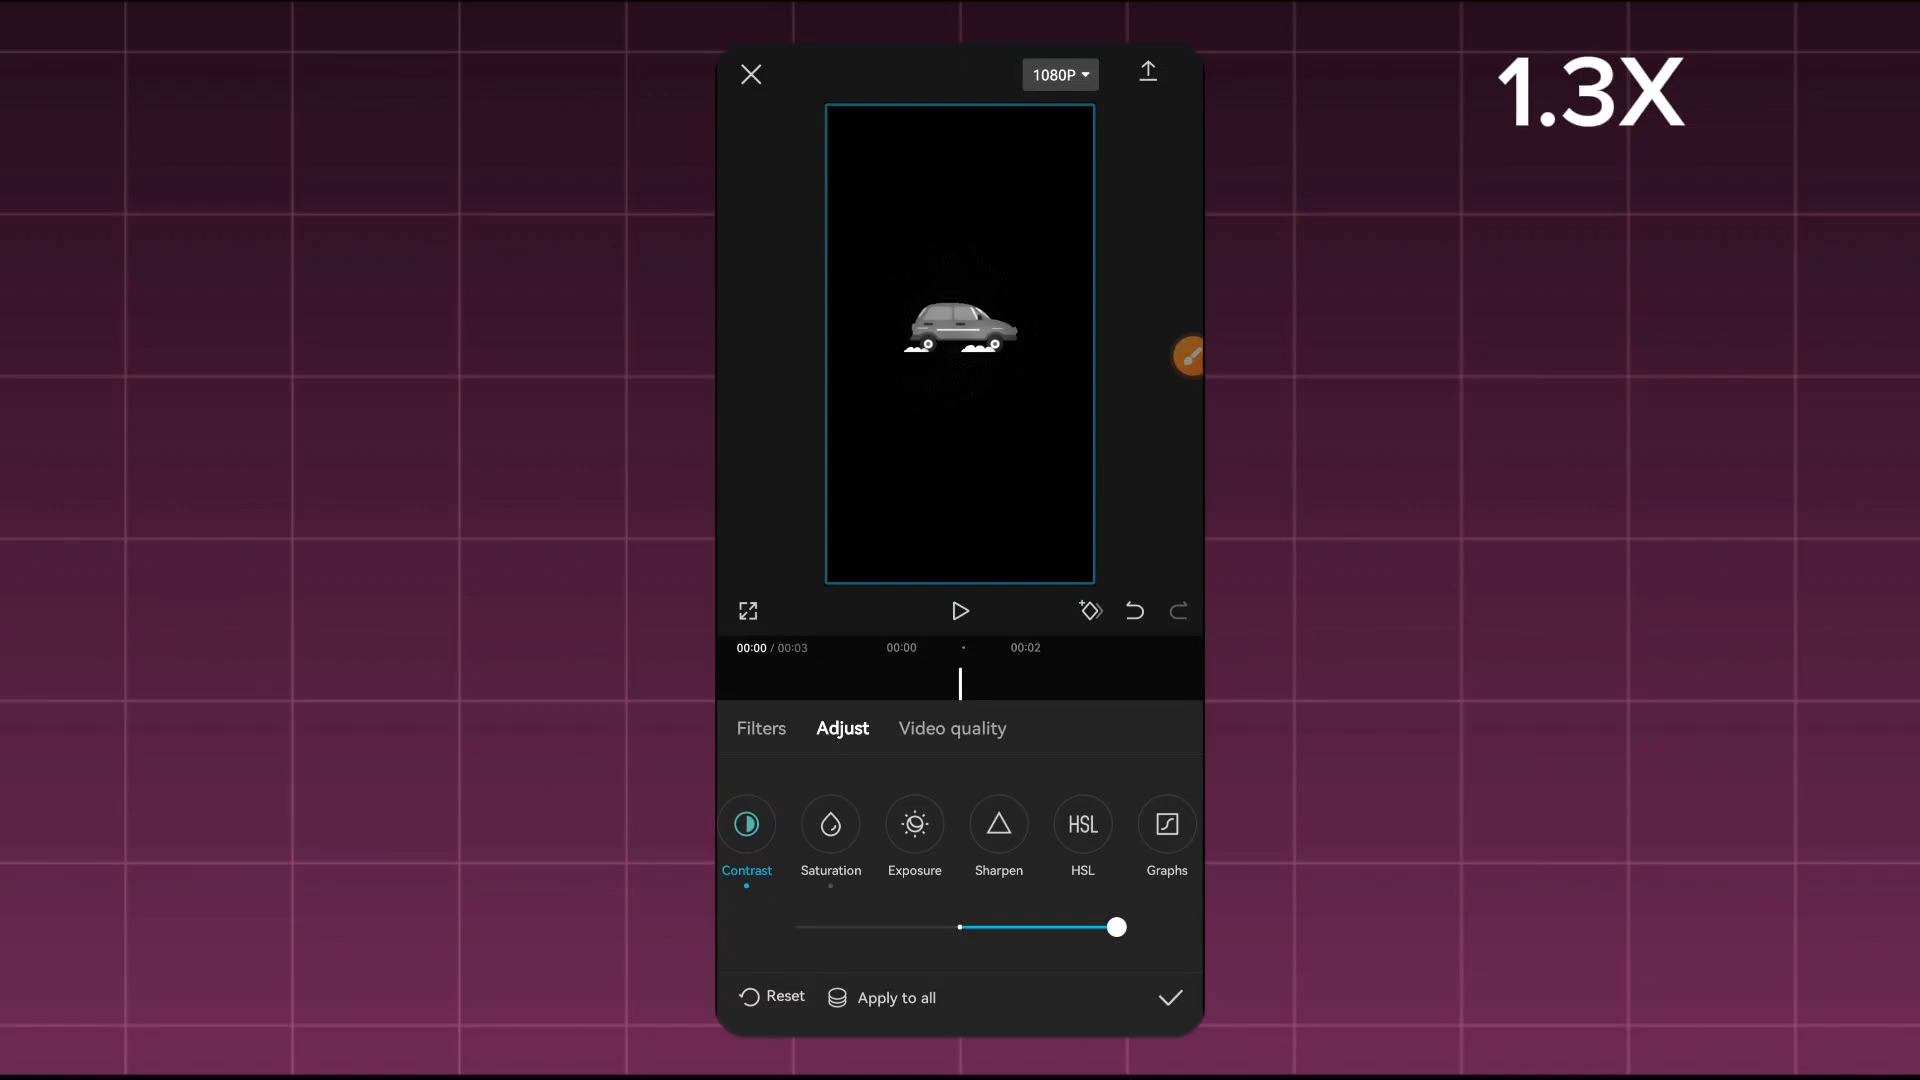 1.3X
1080P
00:00 / 00:03 00:00 00:02
Filters Adjust Video quality
HSL
Contrast Saturation Exposure Sharpen HSL Graphs
Reset Apply to all